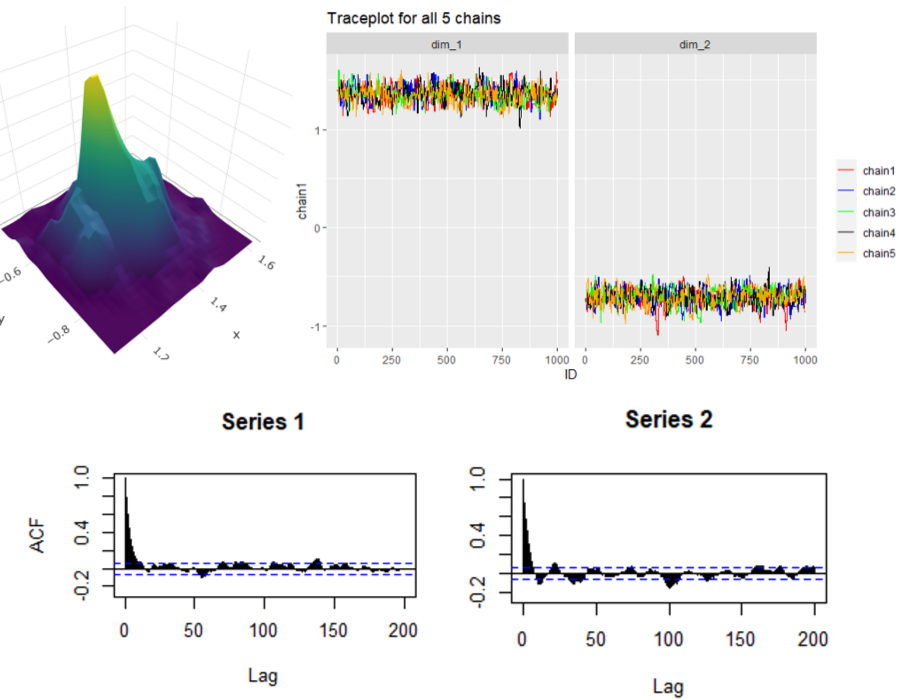 Traceplot for all 5 chains
dim_1
dim_2
chain1
1
0
-1
0
250
500
750
1000
0
250
500
750
1000
ID
chain1
chain2
chain3
chain4
chain5
−0.6
−0.8
y
1.6
1.4
1.2
x
Series 1
ACF
1.0
0.4
-0.2
0
50
100
150
200
Lag
Series 2
1.0
0.4
-0.2
0
50
100
150
200
Lag